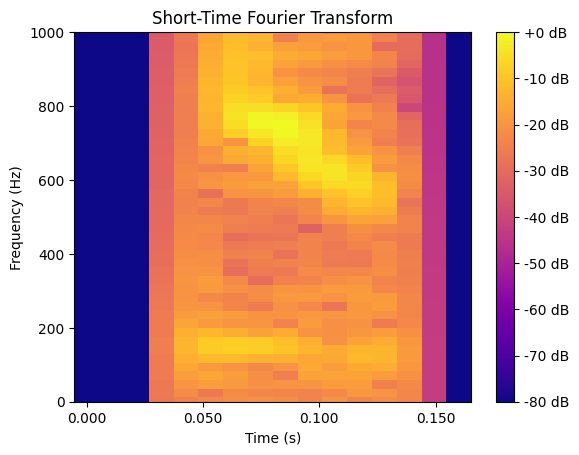 Short-Time Fourier Transform
1000
800
600
400
200
0
Frequency (Hz)
0.000
0.050
0.100
0.150
Time (s)
+0 dB
-10 dB
-20 dB
-30 dB
-40 dB
-50 dB
-60 dB
-70 dB
-80 dB